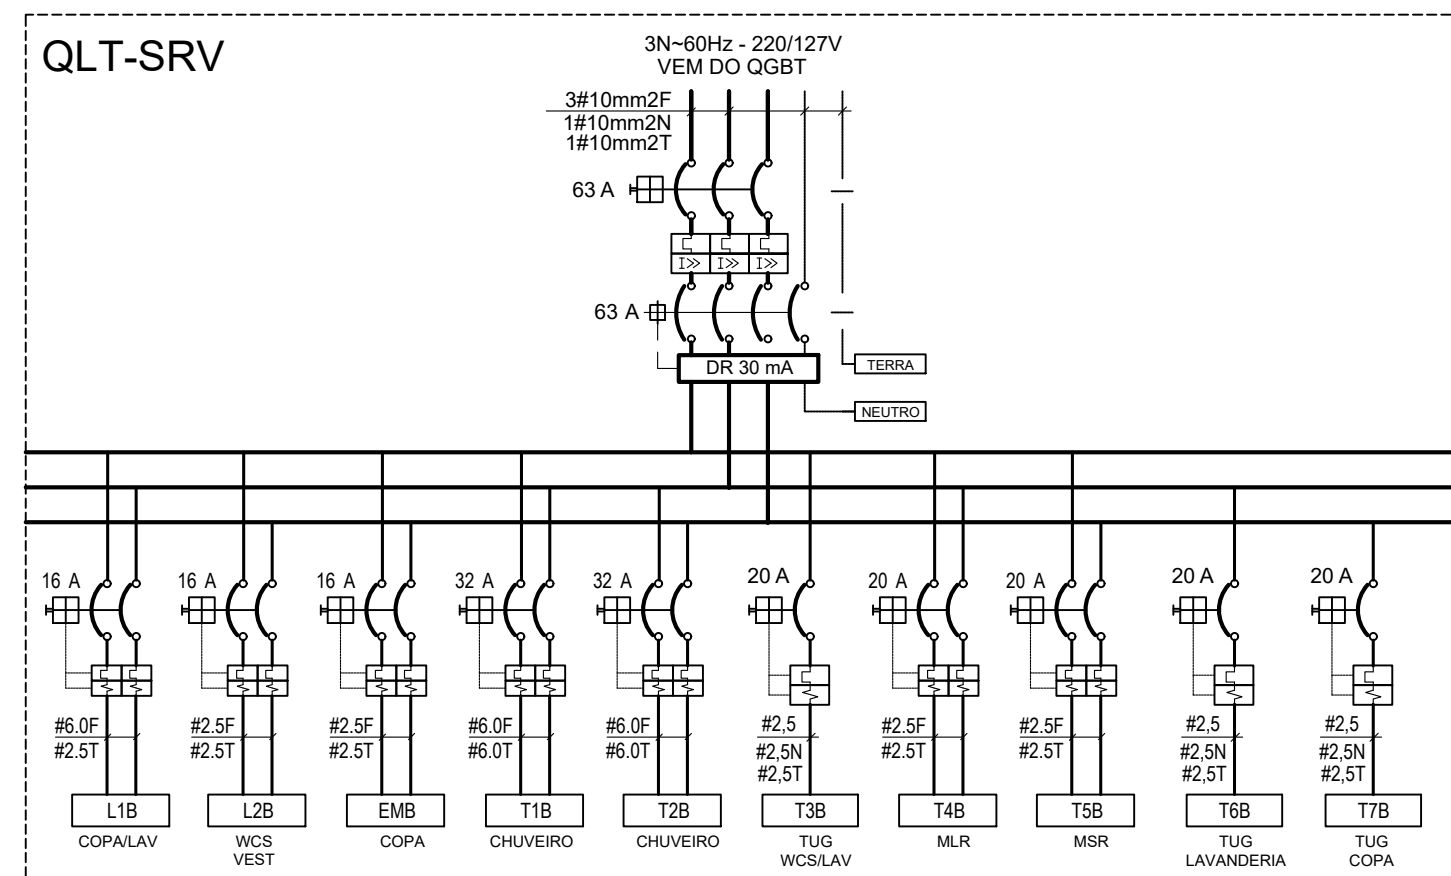 QLT-SRV
3N~60Hz - 220/127V
VEM DO QGBT
3#10mm2F
1#10mm2N
1#10mm2T
63 A
I>> I>> I>>
63 A
DR 30 mA
TERRA
NEUTRO
16 A 16 A 16 A 32 A 32 A 20 A 20 A 20 A 20 A 20 A
#6.0F #2.5F #2.5F #6.0F #6.0F #2,5 #2.5F #2.5F #2,5 #2,5
#2.5T #2.5T #2.5T #6.0T #6.0T #2,5N #2.5T #2.5T #2,5N #2,5N
#2,5T #2,5T #2,5T
L1B L2B EMB T1B T2B T3B T4B T5B T6B T7B
COPA/LAV WCS COPA CHUVEIRO CHUVEIRO TUG MLR MSR TUG TUG
VEST WCS/LAV LAVANDERIA COPA